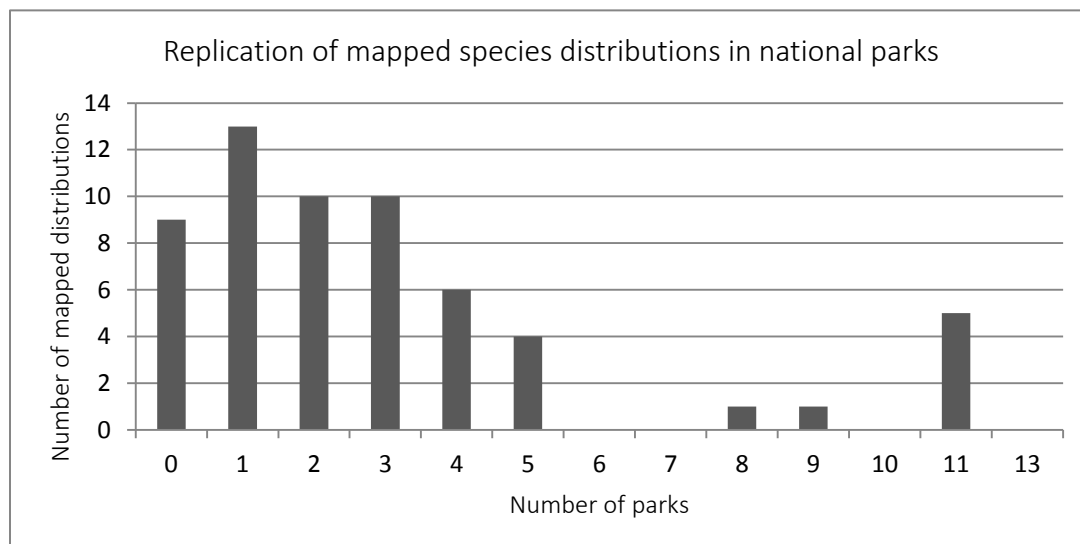 Replication of mapped species distributions in national parks
Number of mapped distributions
14
12
10
8
6
4
2
0
0 1 2 3 4 5 6 7 8 9 10 11 13
Number of parks